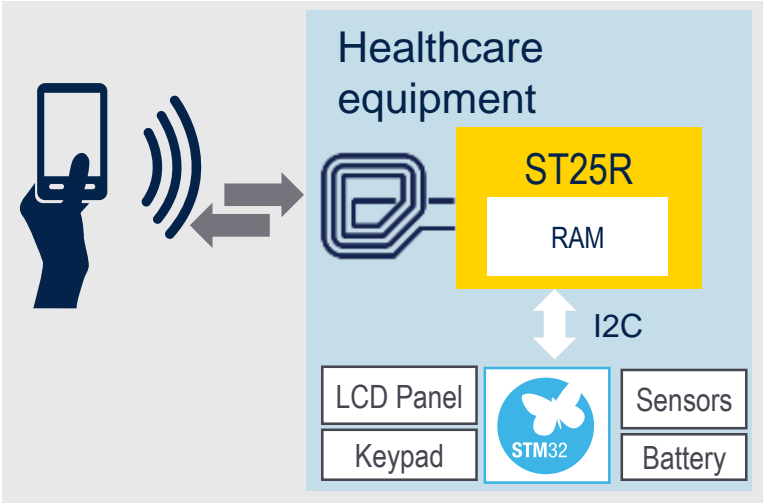 Healthcare
equipment
ST25R
RAM
I2C
LCD Panel
Keypad
STM32
Sensors
Battery